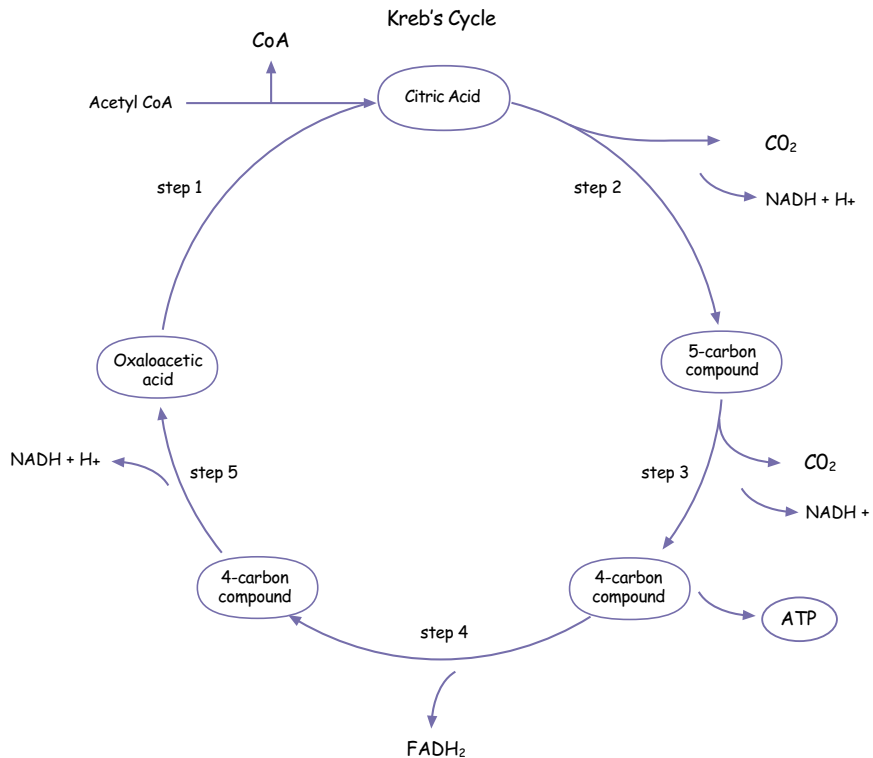 Kreb's Cycle
CoA
Acetyl CoA
Citric Acid
CO₂
NADH + H+
step 1
step 2
5-carbon
compound
Oxaloacetic
acid
NADH + H+
step 5
step 3
CO₂
NADH +
4-carbon
compound
4-carbon
compound
ATP
step 4
FADH₂